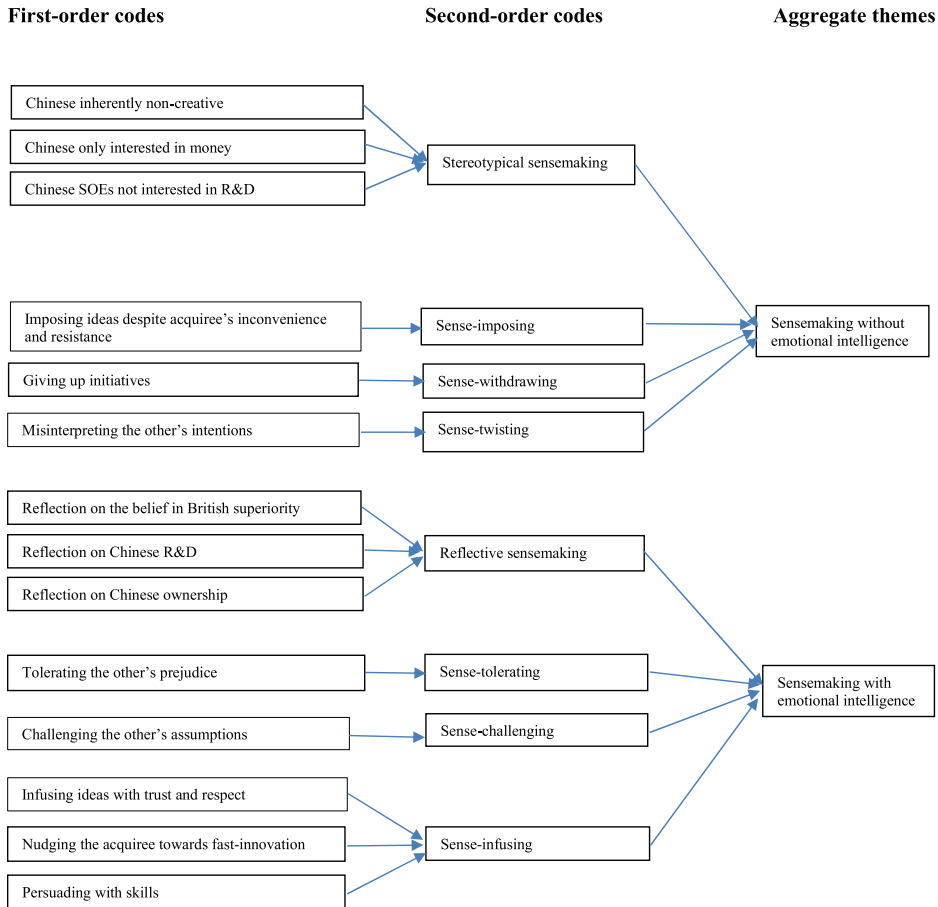 First-order codes
Second-order codes
Aggregate themes
Chinese inherently non-creative
Chinese only interested in money
Chinese SOEs not interested in R&D
Stereotypical sensemaking
Imposing ideas despite acquiree’s inconvenience
and resistance
Giving up initiatives
Misinterpreting the other’s intentions
Sense-imposing
Sense-withdrawing
Sense-twisting
Sensemaking without
emotional intelligence
Reflection on the belief in British superiority
Reflection on Chinese R&D
Reflection on Chinese ownership
Reflective sensemaking
Tolerating the other’s prejudice
Sense-tolerating
Challenging the other’s assumptions
Sense-challenging
Infusing ideas with trust and respect
Nudging the acquiree towards fast-innovation
Persuading with skills
Sense-infusing
Sensemaking with
emotional intelligence